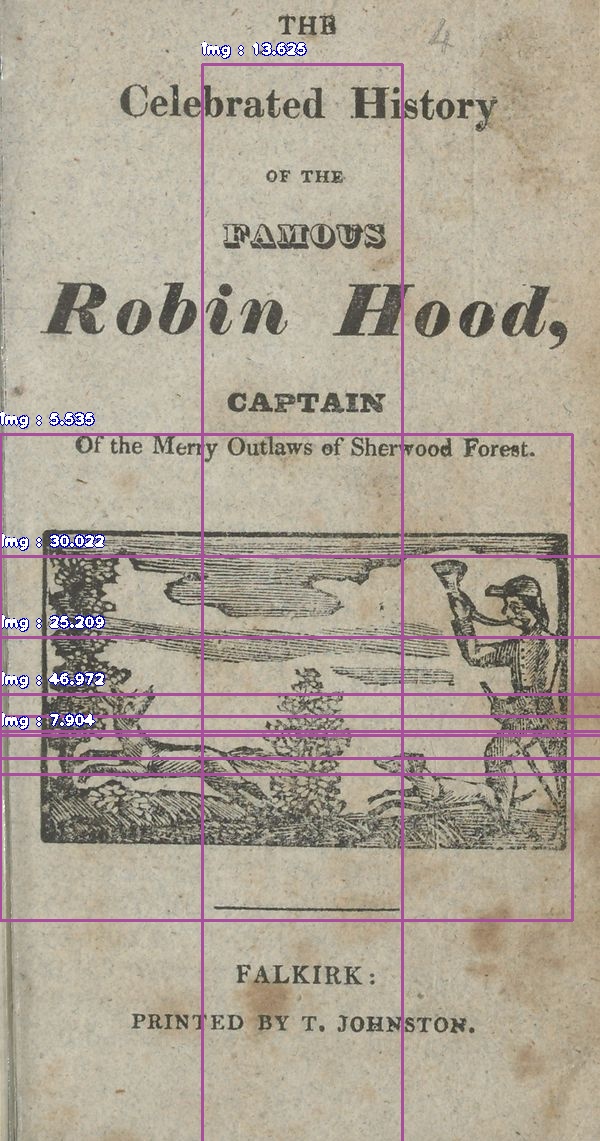 THE
4
img : 13.625
Celebrated History
OF THE
FAMOUS
Robin Hood,
CAPTAIN
img : 5.535
Of the Merry Outlaws of Sherwood Forest.
img : 30.022
img : 25.209
img : 46.972
img : 7.904
FALKIRK:
PRINTED BY T. JOHNSTON.